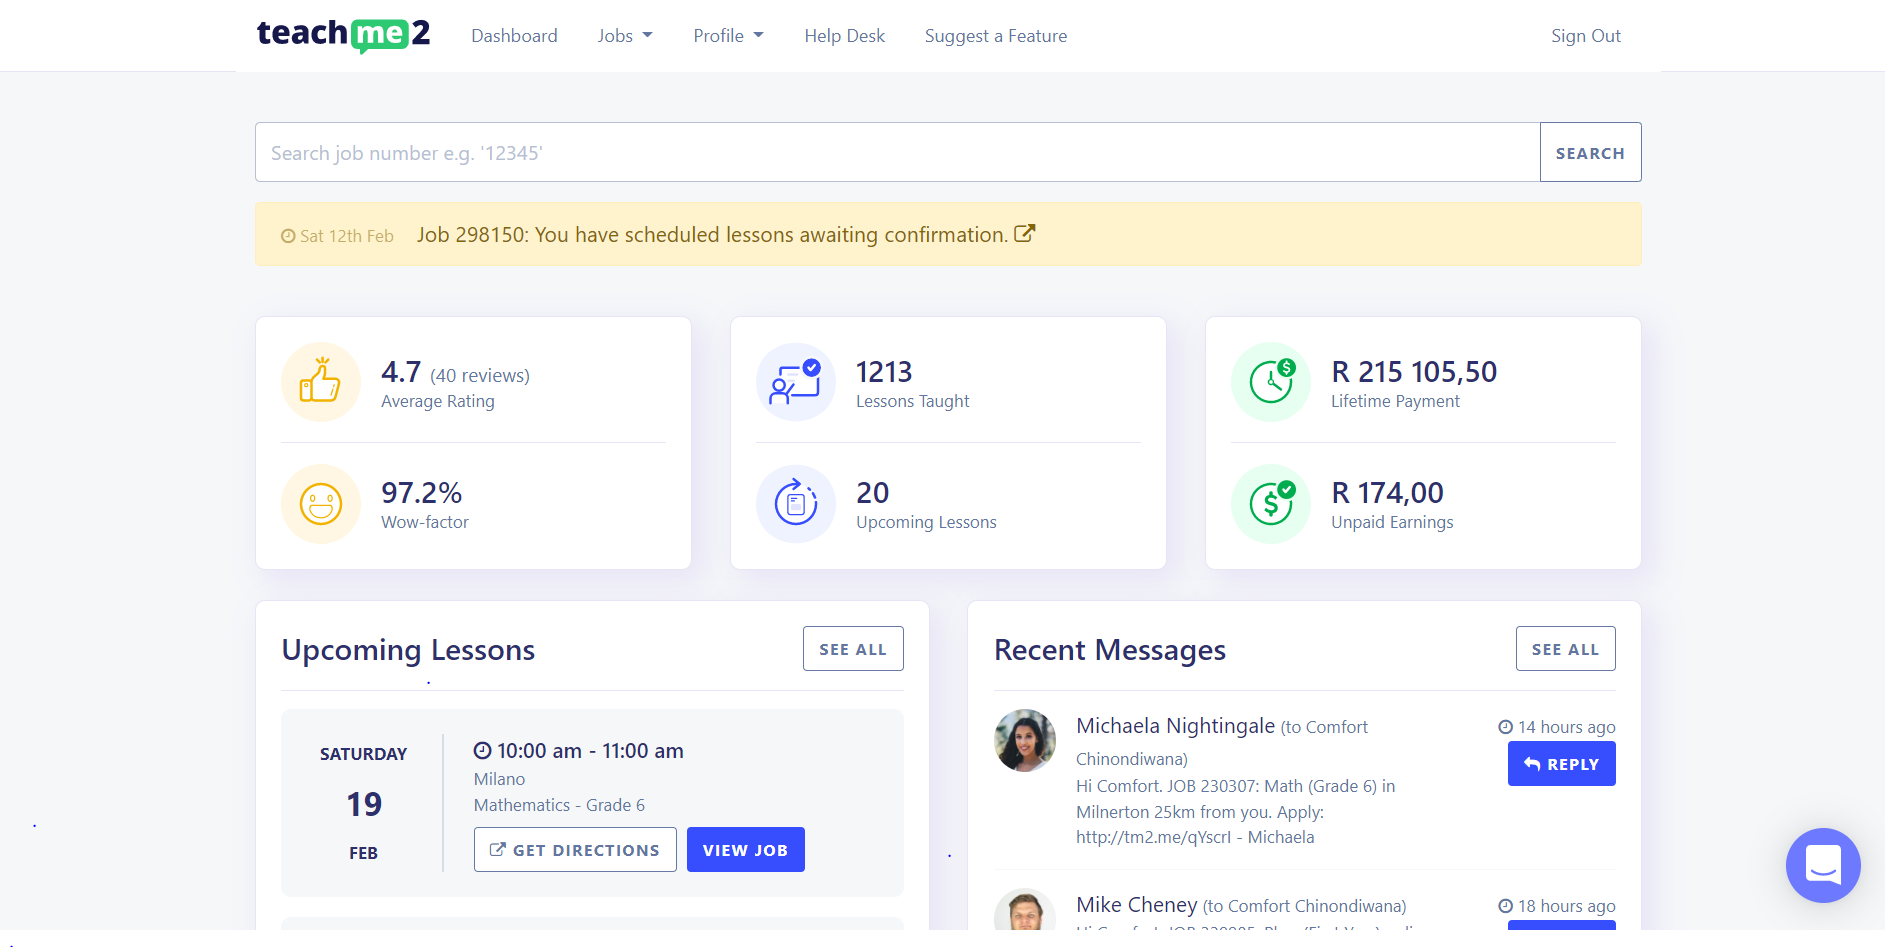 teachme2
Dashboard
Jobs
Profile
Help Desk
Suggest a Feature
Sign Out
Search job number e.g. '12345'
SEARCH
Sat 12th Feb Job 298150: You have scheduled lessons awaiting confirmation.
4.7 (40 reviews)
Average Rating
97.2%
Wow-factor
1213
Lessons Taught
20
Upcoming Lessons
R 215 105,50
Lifetime Payment
R 174,00
Unpaid Earnings
Upcoming Lessons
SEE ALL
SATURDAY
19
FEB
10:00 am - 11:00 am
Milano
Mathematics - Grade 6
GET DIRECTIONS
VIEW JOB
Recent Messages
SEE ALL
Michaela Nightingale (to Comfort
Chinondiwana)
Hi Comfort. JOB 230307: Math (Grade 6) in
Milnerton 25km from you. Apply:
http://tm2.me/qYscrI - Michaela
14 hours ago
REPLY
Mike Cheney (to Comfort Chinondiwana)
18 hours ago